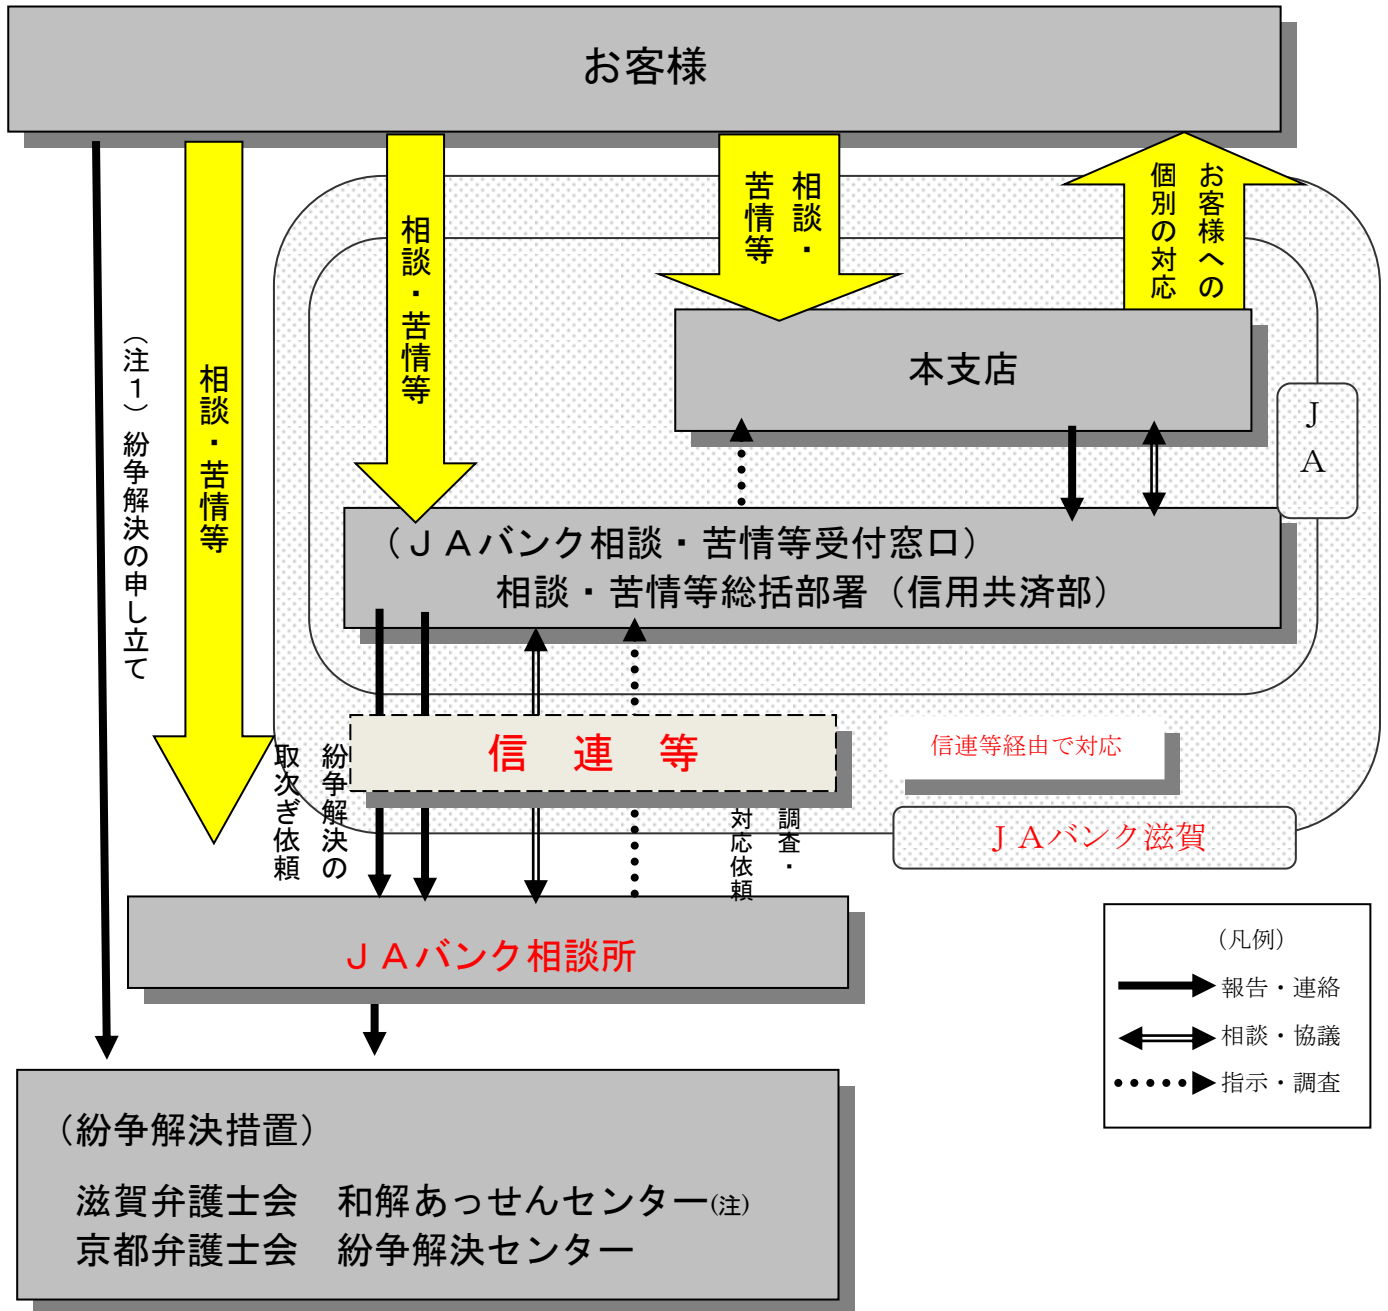 お客様
相談・苦情等
相談・
苦情等
お客様への
個別の対応
相談・苦情等
(注１)紛争解決の申し立て
本支店
Ｊ
Ａ
（ＪＡバンク相談・苦情等受付窓口）
相談・苦情等総括部署（信用共済部）
信　連　等
信連等経由で対応
紛争解決の
取次ぎ依頼
調査・
対応依頼
ＪＡバンク滋賀
ＪＡバンク相談所
（凡例）
報告・連絡
相談・協議
指示・調査
（紛争解決措置）
滋賀弁護士会　和解あっせんセンター(注)
京都弁護士会　紛争解決センター